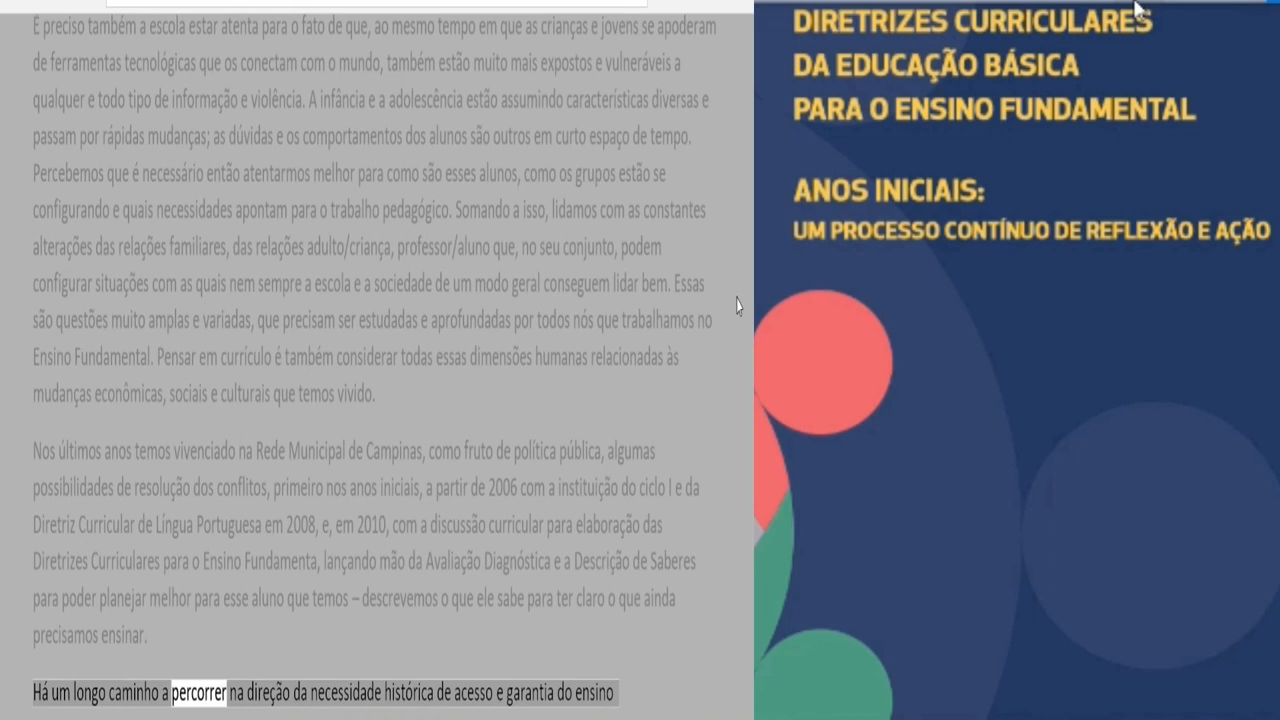 É preciso também a escola estar atenta para o fato de que, ao mesmo tempo em que as crianças e jovens se apoderam
de ferramentas tecnológicas que os conectam com o mundo, também estão muito mais expostos e vulneráveis a
qualquer e todo tipo de informação e violência. A infância e a adolescência estão assumindo características diversas e
passam por rápidas mudanças; as dúvidas e os comportamentos dos alunos são outros em curto espaço de tempo.
Percebemos que é necessário então atentarmos melhor para como são esses alunos, como os grupos estão se
configurando e quais necessidades apontam para o trabalho pedagógico. Somando a isso, lidamos com as constantes
alterações das relações familiares, das relações adulto/criança, professor/aluno que, no seu conjunto, podem
configurar situações com as quais nem sempre a escola e a sociedade de um modo geral conseguem lidar bem. Essas
são questões muito amplas e variadas, que precisam ser estudadas e aprofundadas por todos nós que trabalhamos no
Ensino Fundamental. Pensar em currículo é também considerar todas essas dimensões humanas relacionadas às
mudanças econômicas, sociais e culturais que temos vivido.
Nos últimos anos temos vivenciado na Rede Municipal de Campinas, como fruto de política pública, algumas
possibilidades de resolução dos conflitos, primeiro nos anos iniciais, a partir de 2006 com a instituição do ciclo I e da
Diretriz Curricular de Língua Portuguesa em 2008, e, em 2010, com a discussão curricular para elaboração das
Diretrizes Curriculares para o Ensino Fundamenta, lançando mão da Avaliação Diagnóstica e a Descrição de Saberes
para poder planejar melhor para esse aluno que temos – descrevemos o que ele sabe para ter claro o que ainda
precisamos ensinar.
Há um longo caminho a percorrer na direção da necessidade histórica de acesso e garantia do ensino
DIRETRIZES CURRICULARES
DA EDUCAÇÃO BÁSICA
PARA O ENSINO FUNDAMENTAL
ANOS INICIAIS:
UM PROCESSO CONTÍNUO DE REFLEXÃO E AÇÃO